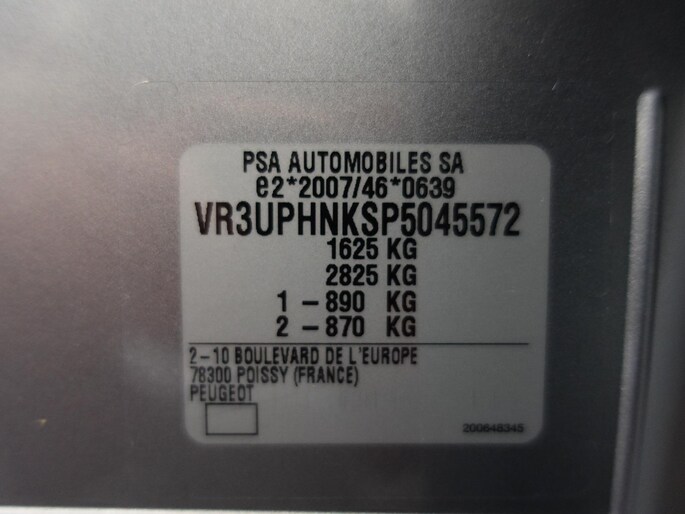 PSA AUTOMOBILES SA
e2*2007/46*0639
VR3UPHNKSP5045572
1625 KG
2825 KG
1 – 890 KG
2 – 870 KG
2–10 BOULEVARD DE L'EUROPE
78300 POISSY (FRANCE)
PEUGEOT
200648345